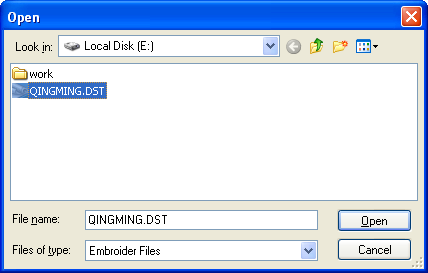 Open
Look in: Local Disk (E:)
work
QINGMING.DST
File name: QINGMING.DST Open
Files of type: Embroider Files Cancel